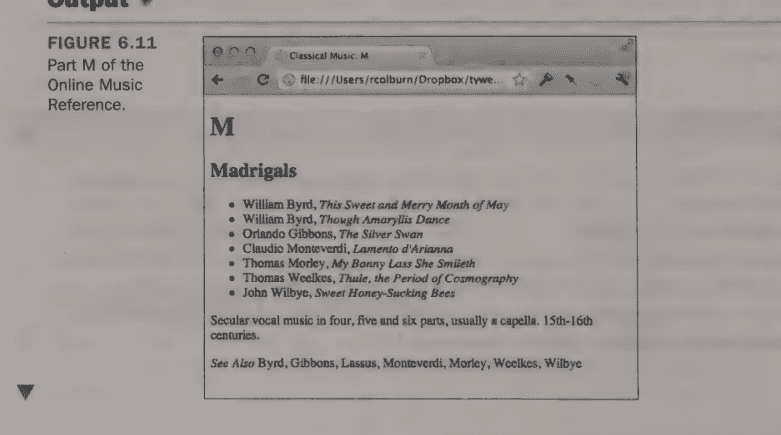 Output
FIGURE 6.11
Part M of the
Online Music
Reference.
Classical Music: M
file:///Users/rcolburn/Dropbox/tywe...
M
Madrigals
• William Byrd, This Sweet and Merry Month of May
• William Byrd, Though Amaryllis Dance
• Orlando Gibbons, The Silver Swan
• Claudio Monteverdi, Lamento d'Arianna
• Thomas Morley, My Bonny Lass She Smileth
• Thomas Weelkes, Thule, the Period of Cosmography
• John Wilbye, Sweet Honey-Sucking Bees
Secular vocal music in four, five and six parts, usually a capella. 15th-16th
centuries.
See Also Byrd, Gibbons, Lassus, Monteverdi, Morley, Weelkes, Wilbye